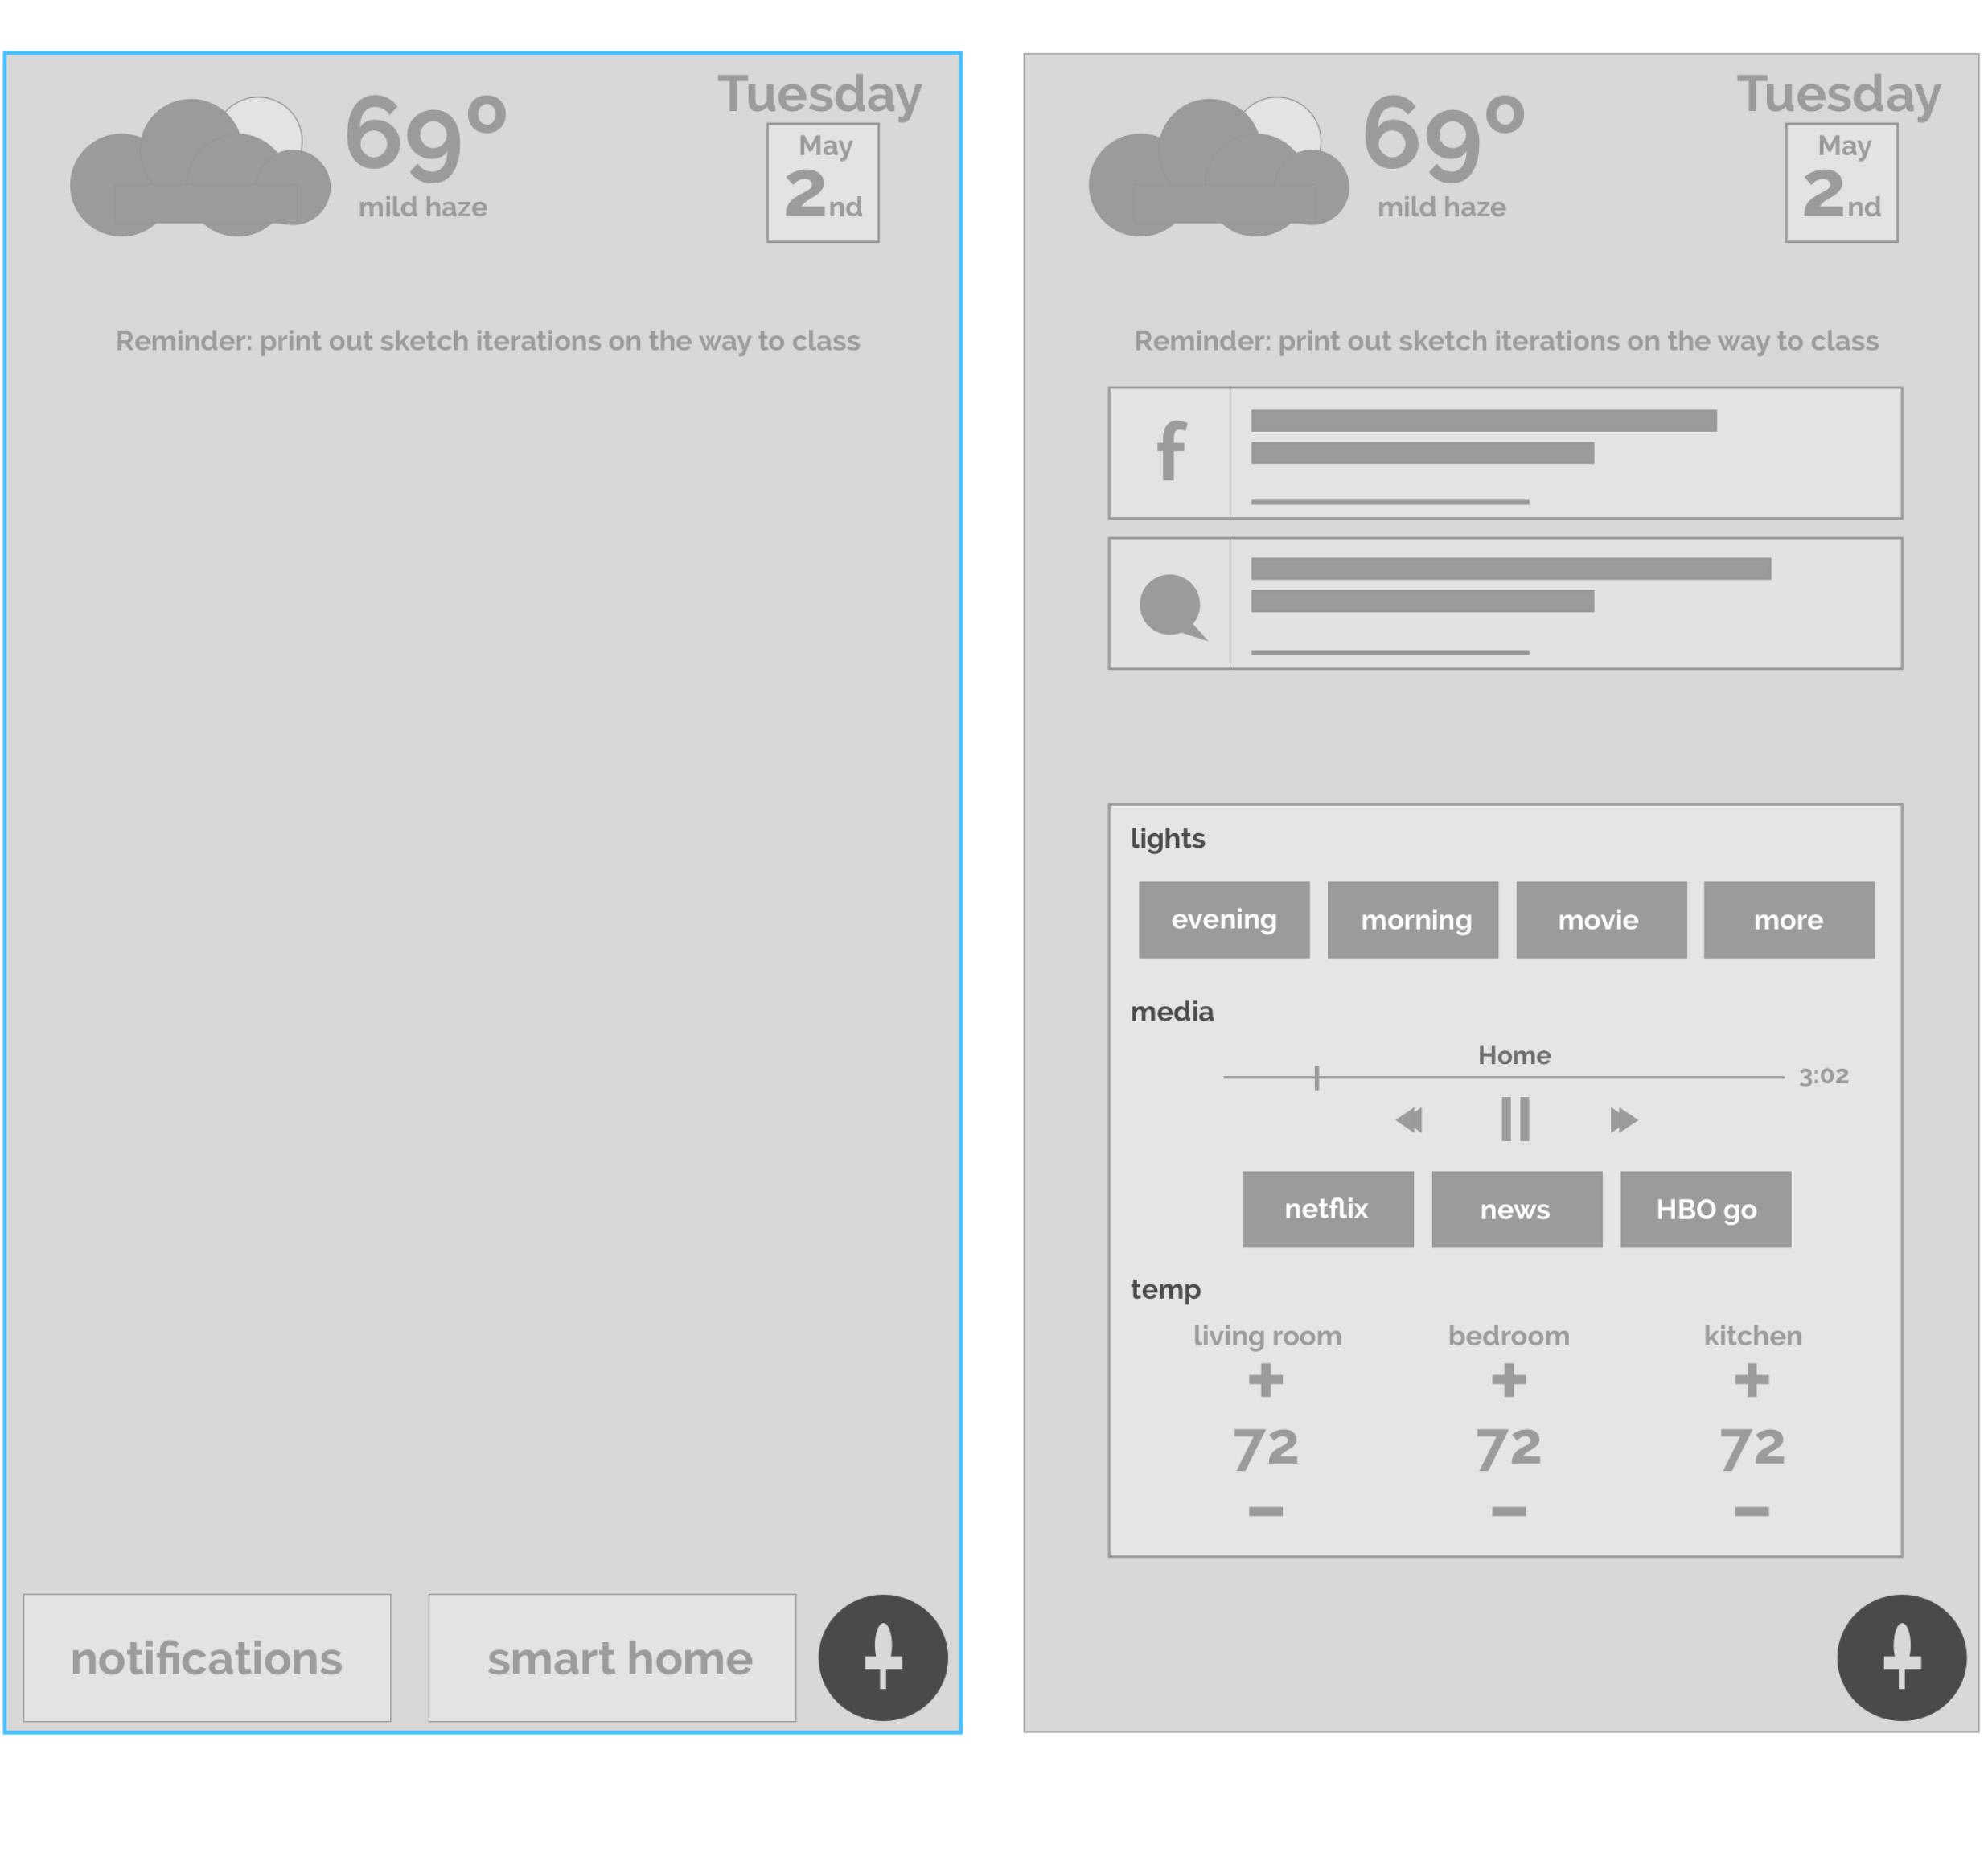 Tuesday
69°
May
2nd
mild haze
Reminder: print out sketch iterations on the way to class
notifications
smart home
Tuesday
69°
May
2nd
mild haze
Reminder: print out sketch iterations on the way to class
f
lights
evening morning movie more
media
Home
3:02
netflix news HBO go
temp
living room bedroom kitchen
+ + +
72 72 72
− − −